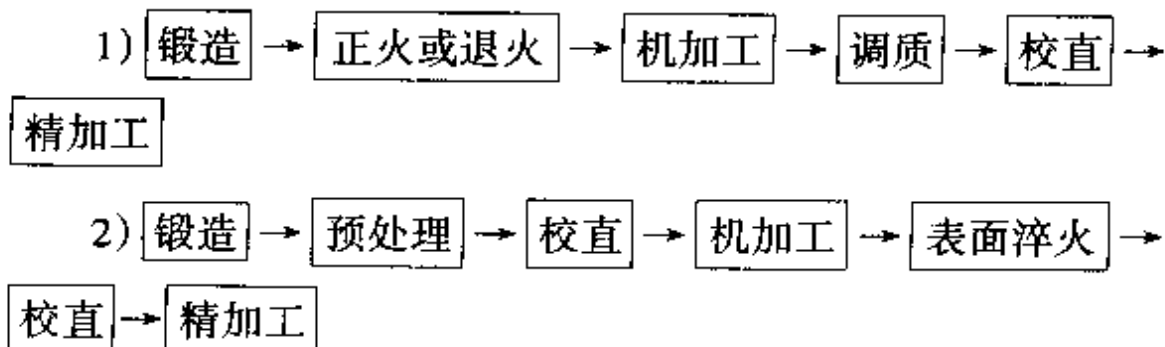 1) 锻造 → 正火或退火 → 机加工 → 调质 → 校直 →
精加工
2) 锻造 → 预处理 → 校直 → 机加工 → 表面淬火 →
校直 → 精加工